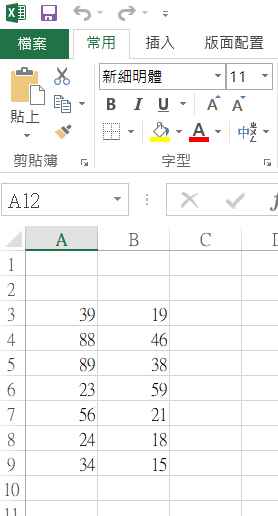 檔案 常用 插入 版面配置
新細明體 11
B I U A A
貼上 A 中
剪貼簿 字型
A12
A B C
1
2
3 39 19
4 88 46
5 89 38
6 23 59
7 56 21
8 24 18
9 34 15
10
11